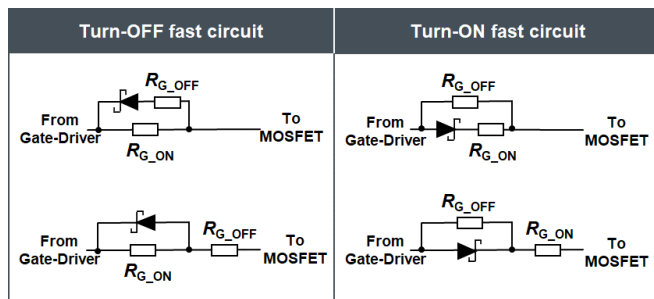 Turn-OFF fast circuit
Turn-ON fast circuit
RG_OFF
From
Gate-Driver
To
MOSFET
RG_ON
RG_OFF
From
Gate-Driver
To
MOSFET
RG_ON
From
Gate-Driver
RG_OFF
To
MOSFET
RG_ON
RG_OFF
From
Gate-Driver
RG_ON
To
MOSFET